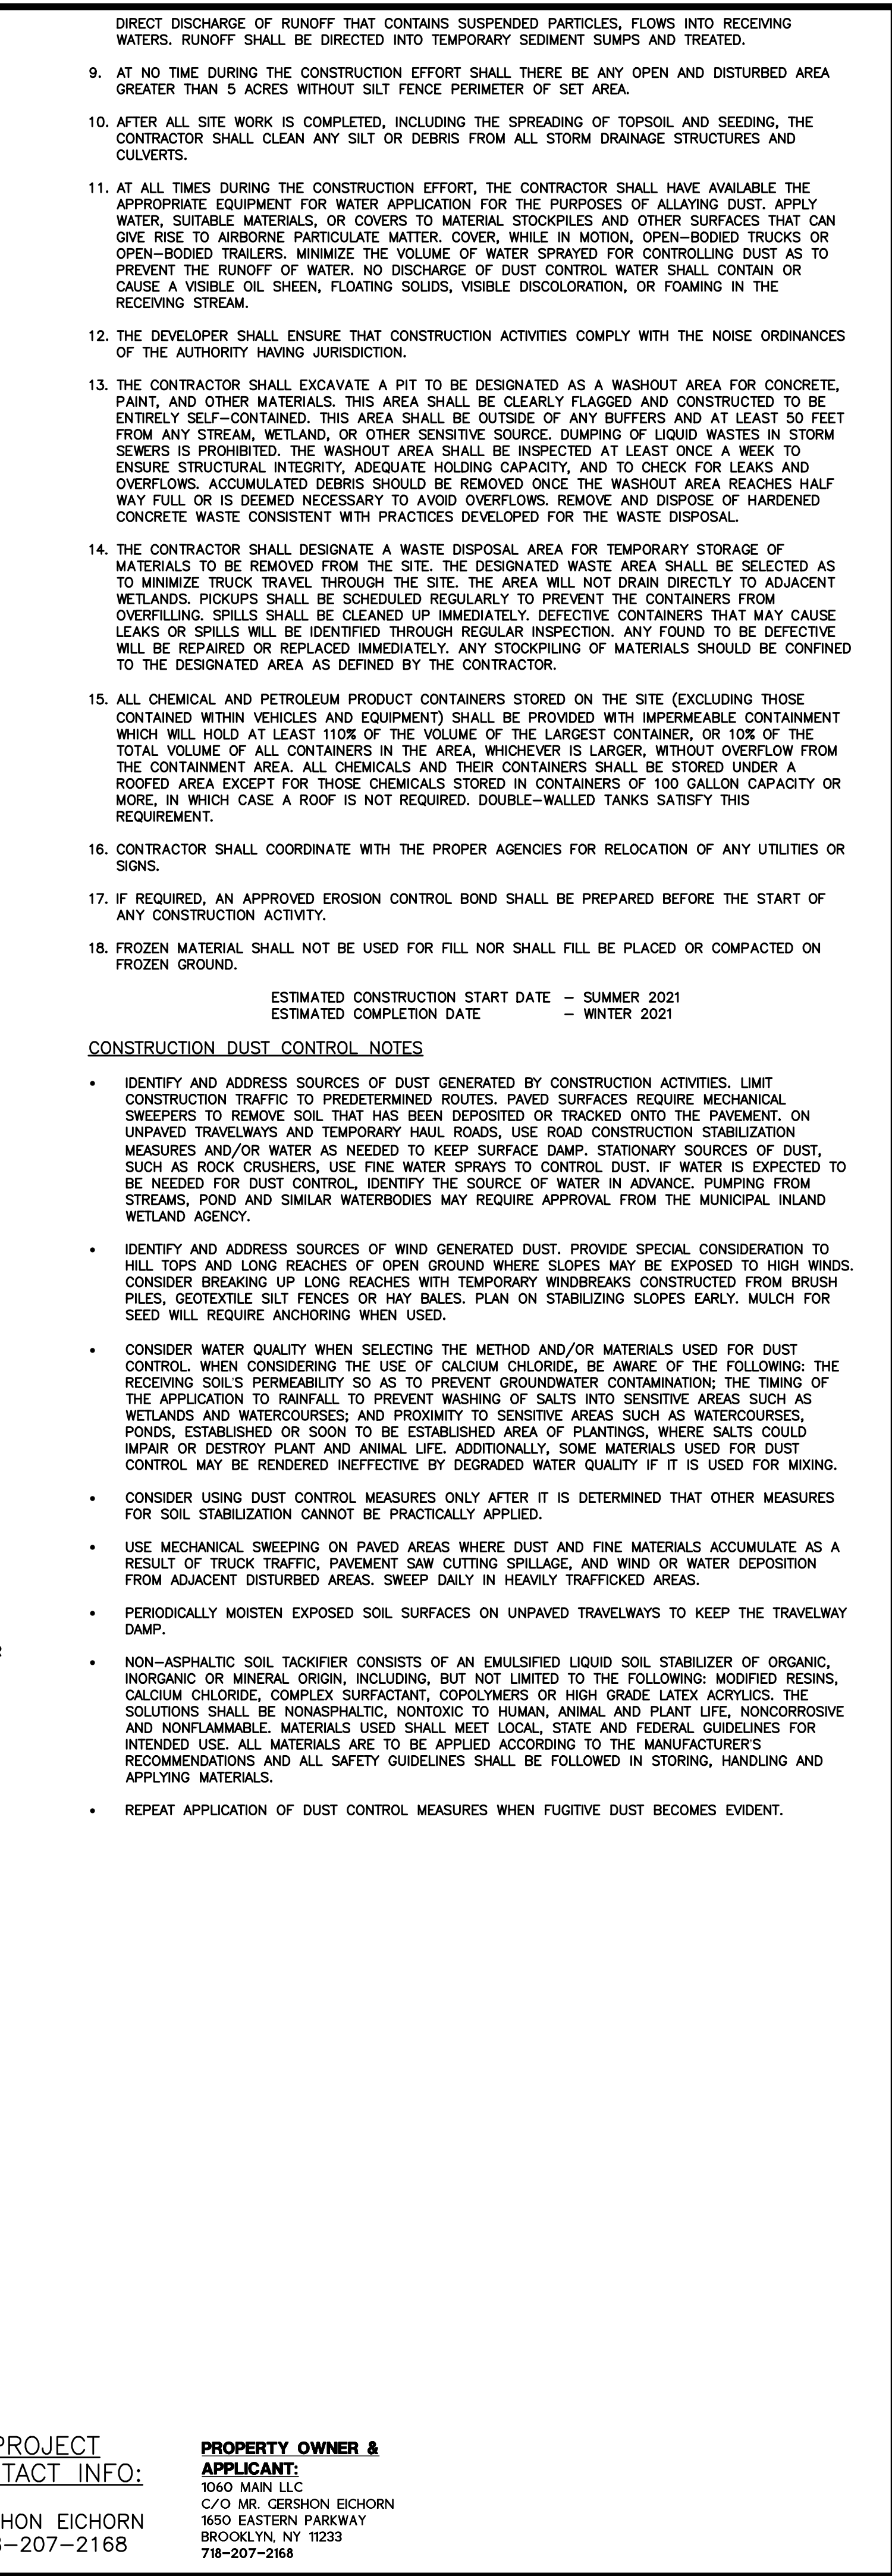 DIRECT DISCHARGE OF RUNOFF THAT CONTAINS SUSPENDED PARTICLES, FLOWS INTO RECEIVING
WATERS. RUNOFF SHALL BE DIRECTED INTO TEMPORARY SEDIMENT SUMPS AND TREATED.
9. AT NO TIME DURING THE CONSTRUCTION EFFORT SHALL THERE BE ANY OPEN AND DISTURBED AREA
GREATER THAN 5 ACRES WITHOUT SILT FENCE PERIMETER OF SET AREA.
10. AFTER ALL SITE WORK IS COMPLETED, INCLUDING THE SPREADING OF TOPSOIL AND SEEDING, THE
CONTRACTOR SHALL CLEAN ANY SILT OR DEBRIS FROM ALL STORM DRAINAGE STRUCTURES AND
CULVERTS.
11. AT ALL TIMES DURING THE CONSTRUCTION EFFORT, THE CONTRACTOR SHALL HAVE AVAILABLE THE
APPROPRIATE EQUIPMENT FOR WATER APPLICATION FOR THE PURPOSES OF ALLAYING DUST. APPLY
WATER, SUITABLE MATERIALS, OR COVERS TO MATERIAL STOCKPILES AND OTHER SURFACES THAT CAN
GIVE RISE TO AIRBORNE PARTICULATE MATTER. COVER, WHILE IN MOTION, OPEN-BODIED TRUCKS OR
OPEN-BODIED TRAILERS. MINIMIZE THE VOLUME OF WATER SPRAYED FOR CONTROLLING DUST AS TO
PREVENT THE RUNOFF OF WATER. NO DISCHARGE OF DUST CONTROL WATER SHALL CONTAIN OR
CAUSE A VISIBLE OIL SHEEN, FLOATING SOLIDS, VISIBLE DISCOLORATION, OR FOAMING IN THE
RECEIVING STREAM.
12. THE DEVELOPER SHALL ENSURE THAT CONSTRUCTION ACTIVITIES COMPLY WITH THE NOISE ORDINANCES
OF THE AUTHORITY HAVING JURISDICTION.
13. THE CONTRACTOR SHALL EXCAVATE A PIT TO BE DESIGNATED AS A WASHOUT AREA FOR CONCRETE,
PAINT, AND OTHER MATERIALS. THIS AREA SHALL BE CLEARLY FLAGGED AND CONSTRUCTED TO BE
ENTIRELY SELF-CONTAINED. THIS AREA SHALL BE OUTSIDE OF ANY BUFFERS AND AT LEAST 50 FEET
FROM ANY STREAM, WETLAND, OR OTHER SENSITIVE SOURCE. DUMPING OF LIQUID WASTES IN STORM
SEWERS IS PROHIBITED. THE WASHOUT AREA SHALL BE INSPECTED AT LEAST ONCE A WEEK TO
ENSURE STRUCTURAL INTEGRITY, ADEQUATE HOLDING CAPACITY, AND TO CHECK FOR LEAKS AND
OVERFLOWS. ACCUMULATED DEBRIS SHOULD BE REMOVED ONCE THE WASHOUT AREA REACHES HALF
WAY FULL OR IS DEEMED NECESSARY TO AVOID OVERFLOWS. REMOVE AND DISPOSE OF HARDENED
CONCRETE WASTE CONSISTENT WITH PRACTICES DEVELOPED FOR THE WASTE DISPOSAL.
14. THE CONTRACTOR SHALL DESIGNATE A WASTE DISPOSAL AREA FOR TEMPORARY STORAGE OF
MATERIALS TO BE REMOVED FROM THE SITE. THE DESIGNATED WASTE AREA SHALL BE SELECTED AS
TO MINIMIZE TRUCK TRAVEL THROUGH THE SITE. THE AREA WILL NOT DRAIN DIRECTLY TO ADJACENT
WETLANDS. PICKUPS SHALL BE SCHEDULED REGULARLY TO PREVENT THE CONTAINERS FROM
OVERFILLING. SPILLS SHALL BE CLEANED UP IMMEDIATELY. DEFECTIVE CONTAINERS THAT MAY CAUSE
LEAKS OR SPILLS WILL BE IDENTIFIED THROUGH REGULAR INSPECTION. ANY FOUND TO BE DEFECTIVE
WILL BE REPAIRED OR REPLACED IMMEDIATELY. ANY STOCKPILING OF MATERIALS SHOULD BE CONFINED
TO THE DESIGNATED AREA AS DEFINED BY THE CONTRACTOR.
15. ALL CHEMICAL AND PETROLEUM PRODUCT CONTAINERS STORED ON THE SITE (EXCLUDING THOSE
CONTAINED WITHIN VEHICLES AND EQUIPMENT) SHALL BE PROVIDED WITH IMPERMEABLE CONTAINMENT
WHICH WILL HOLD AT LEAST 110% OF THE VOLUME OF THE LARGEST CONTAINER, OR 10% OF THE
TOTAL VOLUME OF ALL CONTAINERS IN THE AREA, WHICHEVER IS LARGER, WITHOUT OVERFLOW FROM
THE CONTAINMENT AREA. ALL CHEMICALS AND THEIR CONTAINERS SHALL BE STORED UNDER A
ROOFED AREA EXCEPT FOR THOSE CHEMICALS STORED IN CONTAINERS OF 100 GALLON CAPACITY OR
MORE, IN WHICH CASE A ROOF IS NOT REQUIRED. DOUBLE-WALLED TANKS SATISFY THIS
REQUIREMENT.
16. CONTRACTOR SHALL COORDINATE WITH THE PROPER AGENCIES FOR RELOCATION OF ANY UTILITIES OR
SIGNS.
17. IF REQUIRED, AN APPROVED EROSION CONTROL BOND SHALL BE PREPARED BEFORE THE START OF
ANY CONSTRUCTION ACTIVITY.
18. FROZEN MATERIAL SHALL NOT BE USED FOR FILL NOR SHALL FILL BE PLACED OR COMPACTED ON
FROZEN GROUND.
ESTIMATED CONSTRUCTION START DATE - SUMMER 2021
ESTIMATED COMPLETION DATE - WINTER 2021
CONSTRUCTION DUST CONTROL NOTES
• IDENTIFY AND ADDRESS SOURCES OF DUST GENERATED BY CONSTRUCTION ACTIVITIES. LIMIT
CONSTRUCTION TRAFFIC TO PREDETERMINED ROUTES. PAVED SURFACES REQUIRE MECHANICAL
SWEEPERS TO REMOVE SOIL THAT HAS BEEN DEPOSITED OR TRACKED ONTO THE PAVEMENT. ON
UNPAVED TRAVELWAYS AND TEMPORARY HAUL ROADS, USE ROAD CONSTRUCTION STABILIZATION
MEASURES AND/OR WATER AS NEEDED TO KEEP SURFACE DAMP. STATIONARY SOURCES OF DUST,
SUCH AS ROCK CRUSHERS, USE FINE WATER SPRAYS TO CONTROL DUST. IF WATER IS EXPECTED TO
BE NEEDED FOR DUST CONTROL, IDENTIFY THE SOURCE OF WATER IN ADVANCE. PUMPING FROM
STREAMS, POND AND SIMILAR WATERBODIES MAY REQUIRE APPROVAL FROM THE MUNICIPAL INLAND
WETLAND AGENCY.
• IDENTIFY AND ADDRESS SOURCES OF WIND GENERATED DUST. PROVIDE SPECIAL CONSIDERATION TO
HILL TOPS AND LONG REACHES OF OPEN GROUND WHERE SLOPES MAY BE EXPOSED TO HIGH WINDS.
CONSIDER BREAKING UP LONG REACHES WITH TEMPORARY WINDBREAKS CONSTRUCTED FROM BRUSH
PILES, GEOTEXTILE SILT FENCES OR HAY BALES. PLAN ON STABILIZING SLOPES EARLY. MULCH FOR
SEED WILL REQUIRE ANCHORING WHEN USED.
• CONSIDER WATER QUALITY WHEN SELECTING THE METHOD AND/OR MATERIALS USED FOR DUST
CONTROL. WHEN CONSIDERING THE USE OF CALCIUM CHLORIDE, BE AWARE OF THE FOLLOWING: THE
RECEIVING SOIL'S PERMEABILITY SO AS TO PREVENT GROUNDWATER CONTAMINATION; THE TIMING OF
THE APPLICATION TO RAINFALL TO PREVENT WASHING OF SALTS INTO SENSITIVE AREAS SUCH AS
WETLANDS AND WATERCOURSES; AND PROXIMITY TO SENSITIVE AREAS SUCH AS WATERCOURSES,
PONDS, ESTABLISHED OR SOON TO BE ESTABLISHED AREA OF PLANTINGS, WHERE SALTS COULD
IMPAIR OR DESTROY PLANT AND ANIMAL LIFE. ADDITIONALLY, SOME MATERIALS USED FOR DUST
CONTROL MAY BE RENDERED INEFFECTIVE BY DEGRADED WATER QUALITY IF IT IS USED FOR MIXING.
• CONSIDER USING DUST CONTROL MEASURES ONLY AFTER IT IS DETERMINED THAT OTHER MEASURES
FOR SOIL STABILIZATION CANNOT BE PRACTICALLY APPLIED.
• USE MECHANICAL SWEEPING ON PAVED AREAS WHERE DUST AND FINE MATERIALS ACCUMULATE AS A
RESULT OF TRUCK TRAFFIC, PAVEMENT SAW CUTTING SPILLAGE, AND WIND OR WATER DEPOSITION
FROM ADJACENT DISTURBED AREAS. SWEEP DAILY IN HEAVILY TRAFFICKED AREAS.
• PERIODICALLY MOISTEN EXPOSED SOIL SURFACES ON UNPAVED TRAVELWAYS TO KEEP THE TRAVELWAY
DAMP.
• NON-ASPHALTIC SOIL TACKIFIER CONSISTS OF AN EMULSIFIED LIQUID SOIL STABILIZER OF ORGANIC,
INORGANIC OR MINERAL ORIGIN, INCLUDING, BUT NOT LIMITED TO THE FOLLOWING: MODIFIED RESINS,
CALCIUM CHLORIDE, COMPLEX SURFACTANT, COPOLYMERS OR HIGH GRADE LATEX ACRYLICS. THE
SOLUTIONS SHALL BE NONASPHALTIC, NONTOXIC TO HUMAN, ANIMAL AND PLANT LIFE, NONCORROSIVE
AND NONFLAMMABLE. MATERIALS USED SHALL MEET LOCAL, STATE AND FEDERAL GUIDELINES FOR
INTENDED USE. ALL MATERIALS ARE TO BE APPLIED ACCORDING TO THE MANUFACTURER'S
RECOMMENDATIONS AND ALL SAFETY GUIDELINES SHALL BE FOLLOWED IN STORING, HANDLING AND
APPLYING MATERIALS.
• REPEAT APPLICATION OF DUST CONTROL MEASURES WHEN FUGITIVE DUST BECOMES EVIDENT.
PROJECT
TACT INFO:
HON EICHORN
-207-2168
PROPERTY OWNER &
APPLICANT:
1060 MAIN LLC
C/O MR. GERSHON EICHORN
1650 EASTERN PARKWAY
BROOKLYN, NY 11233
718-207-2168